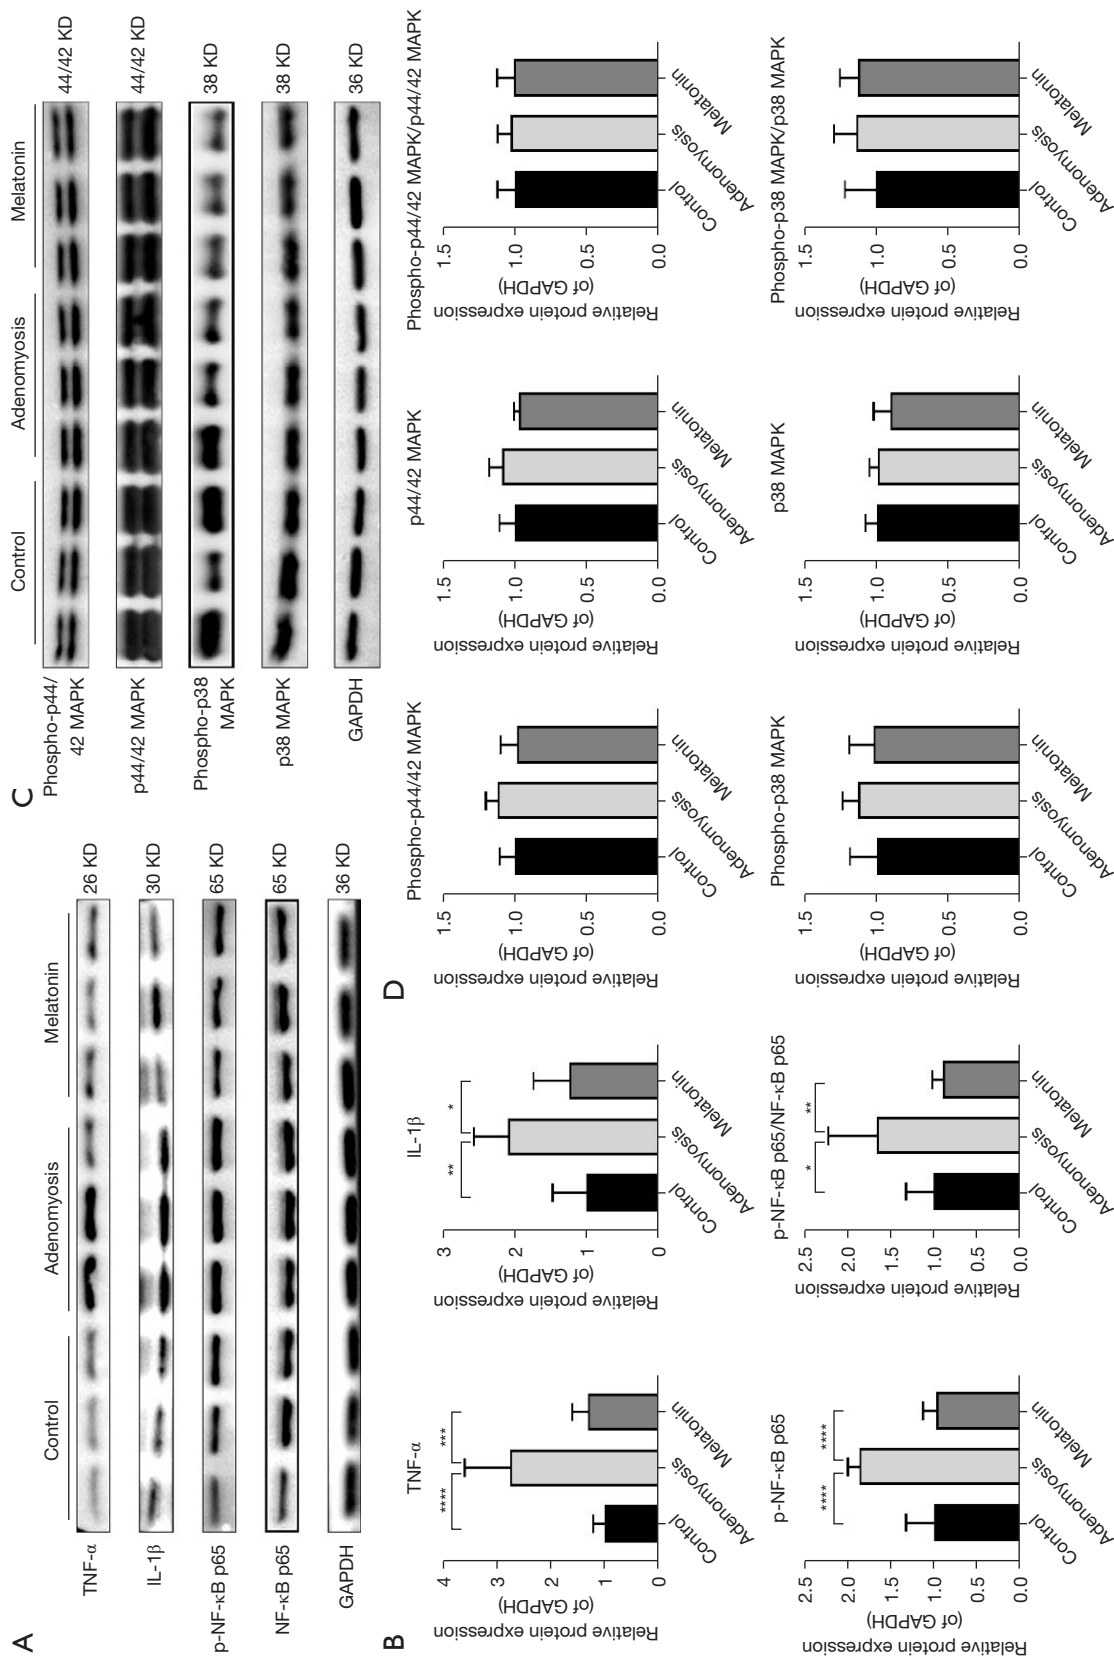 A
Control
Adenomyosis
Melatonin
TNF-α
26 KD
IL-1β
30 KD
p-NF-κB p65
65 KD
NF-κB p65
65 KD
GAPDH
36 KD
C
Control
Adenomyosis
Melatonin
Phospho-p44/
42 MAPK
44/42 KD
p44/42 MAPK
44/42 KD
Phospho-p38
MAPK
38 KD
p38 MAPK
38 KD
GAPDH
36 KD
B
TNF-α
Relative protein expression
(of GAPDH)
4
3
2
1
0
****
***
Control
Adenomyosis
Melatonin
IL-1β
Relative protein expression
(of GAPDH)
3
2
1
0
**
*
Control
Adenomyosis
Melatonin
p-NF-κB p65
Relative protein expression
(of GAPDH)
2.5
2.0
1.5
1.0
0.5
0.0
****
****
Control
Adenomyosis
Melatonin
p-NF-κB p65/NF-κB p65
Relative protein expression
2.5
2.0
1.5
1.0
0.5
0.0
*
**
Control
Adenomyosis
Melatonin
D
Phospho-p44/42 MAPK
Relative protein expression
(of GAPDH)
1.5
1.0
0.5
0.0
Control
Adenomyosis
Melatonin
p44/42 MAPK
Relative protein expression
(of GAPDH)
1.5
1.0
0.5
0.0
Control
Adenomyosis
Melatonin
Phospho-p44/42 MAPK/p44/42 MAPK
Relative protein expression
(of GAPDH)
1.5
1.0
0.5
0.0
Control
Adenomyosis
Melatonin
Phospho-p38 MAPK
Relative protein expression
(of GAPDH)
1.5
1.0
0.5
0.0
Control
Adenomyosis
Melatonin
p38 MAPK
Relative protein expression
(of GAPDH)
1.5
1.0
0.5
0.0
Control
Adenomyosis
Melatonin
Phospho-p38 MAPK/p38 MAPK
Relative protein expression
(of GAPDH)
1.5
1.0
0.5
0.0
Control
Adenomyosis
Melatonin